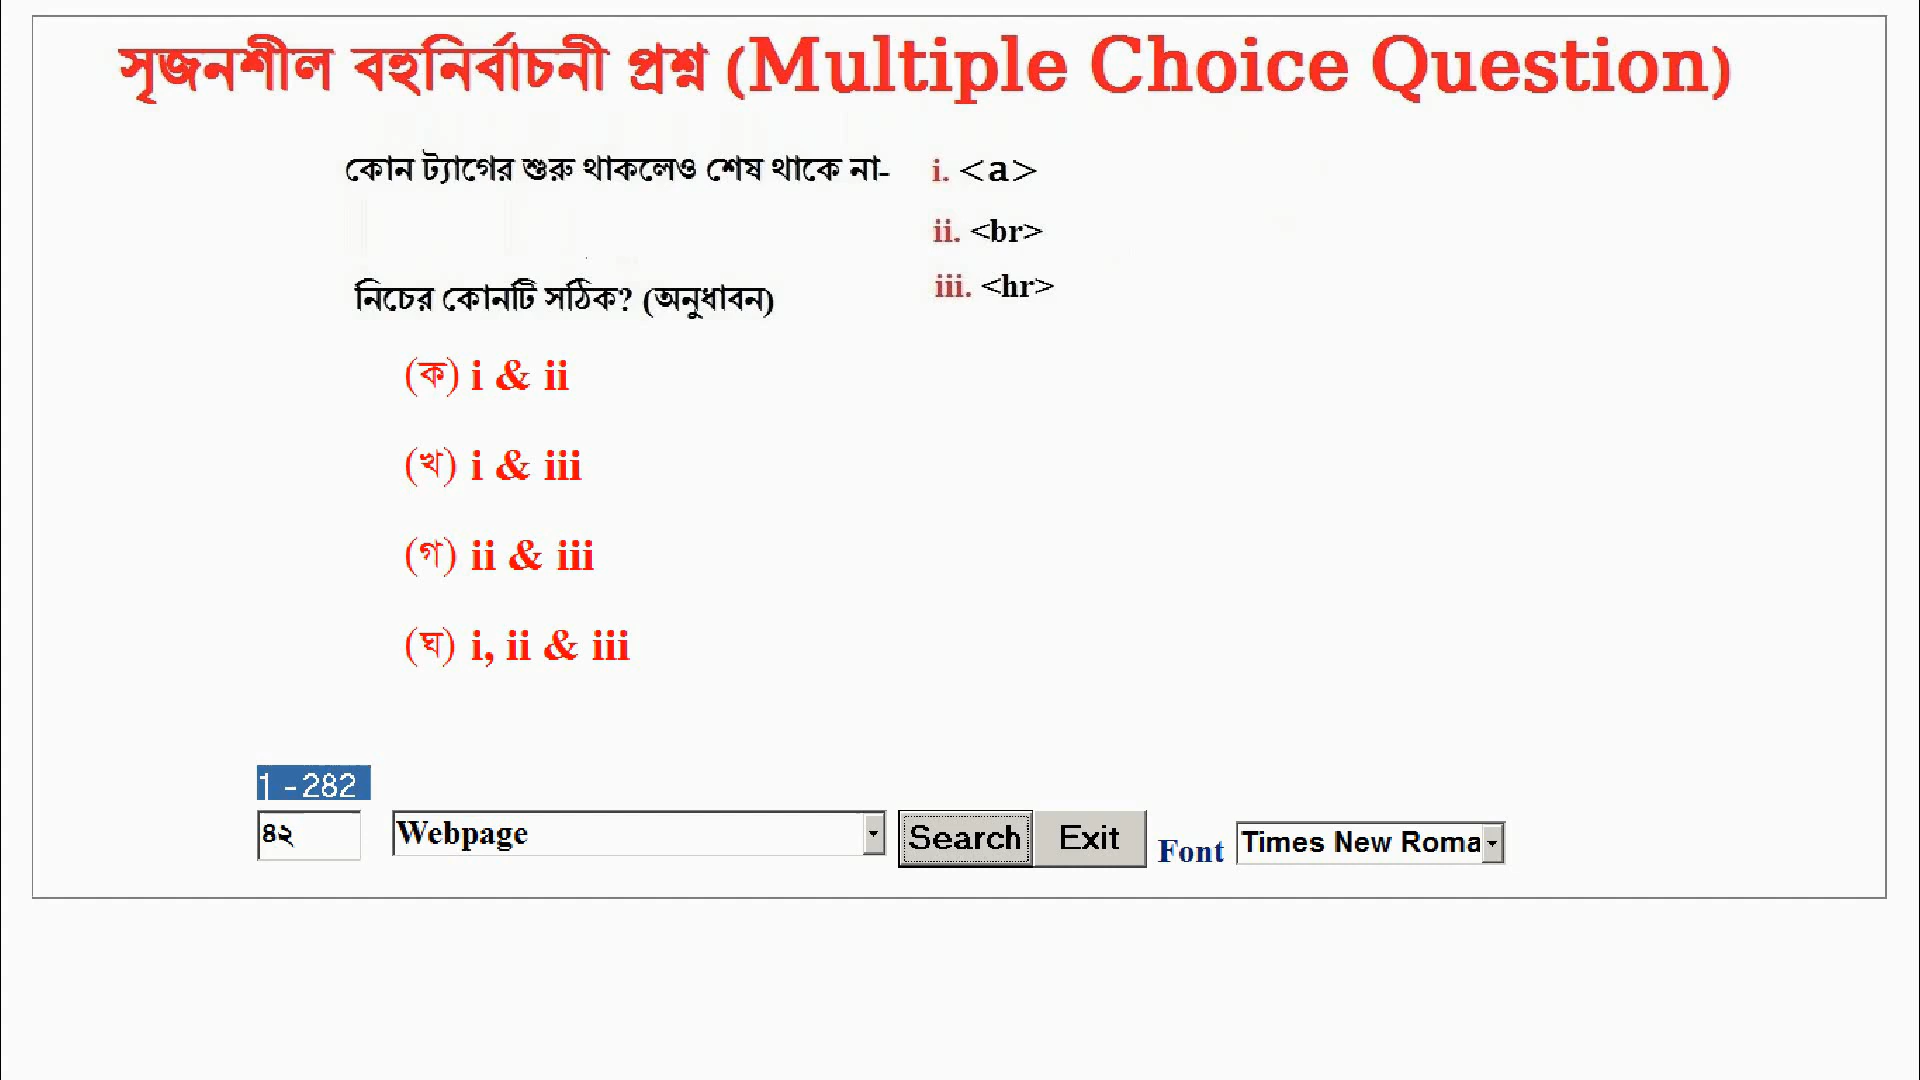 সৃজনশীল বহুনির্বাচনী প্রশ্ন (Multiple Choice Question)
কোন ট্যাগের শুরু থাকলেও শেষ থাকে না- i. <a>
ii. <br>
iii. <hr>
নিচের কোনটি সঠিক? (অনুধাবন)
(ক) i & ii
(খ) i & iii
(গ) ii & iii
(ঘ) i, ii & iii
1 - 282
৪২ Webpage Search Exit Font Times New Roma